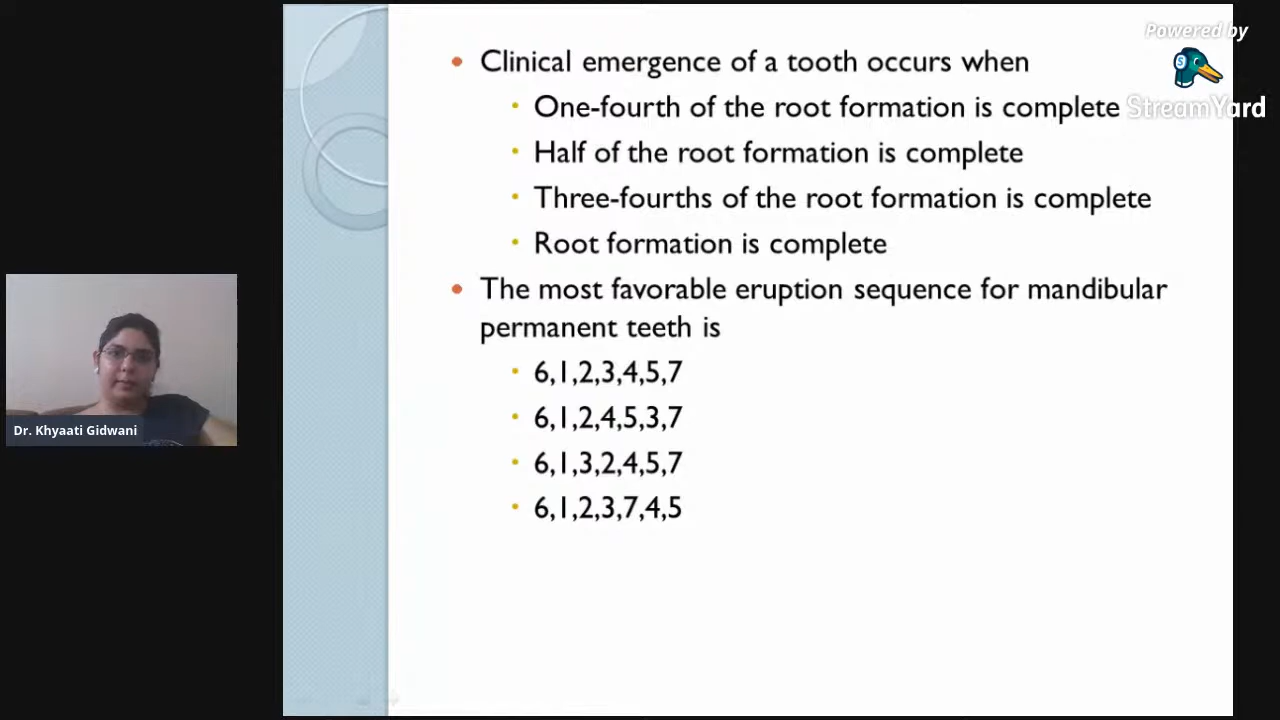 Powered by
StreamYard
Clinical emergence of a tooth occurs when
One-fourth of the root formation is complete
Half of the root formation is complete
Three-fourths of the root formation is complete
Root formation is complete
The most favorable eruption sequence for mandibular
permanent teeth is
6,1,2,3,4,5,7
6,1,2,4,5,3,7
6,1,3,2,4,5,7
6,1,2,3,7,4,5
Dr. Khyaati Gidwani